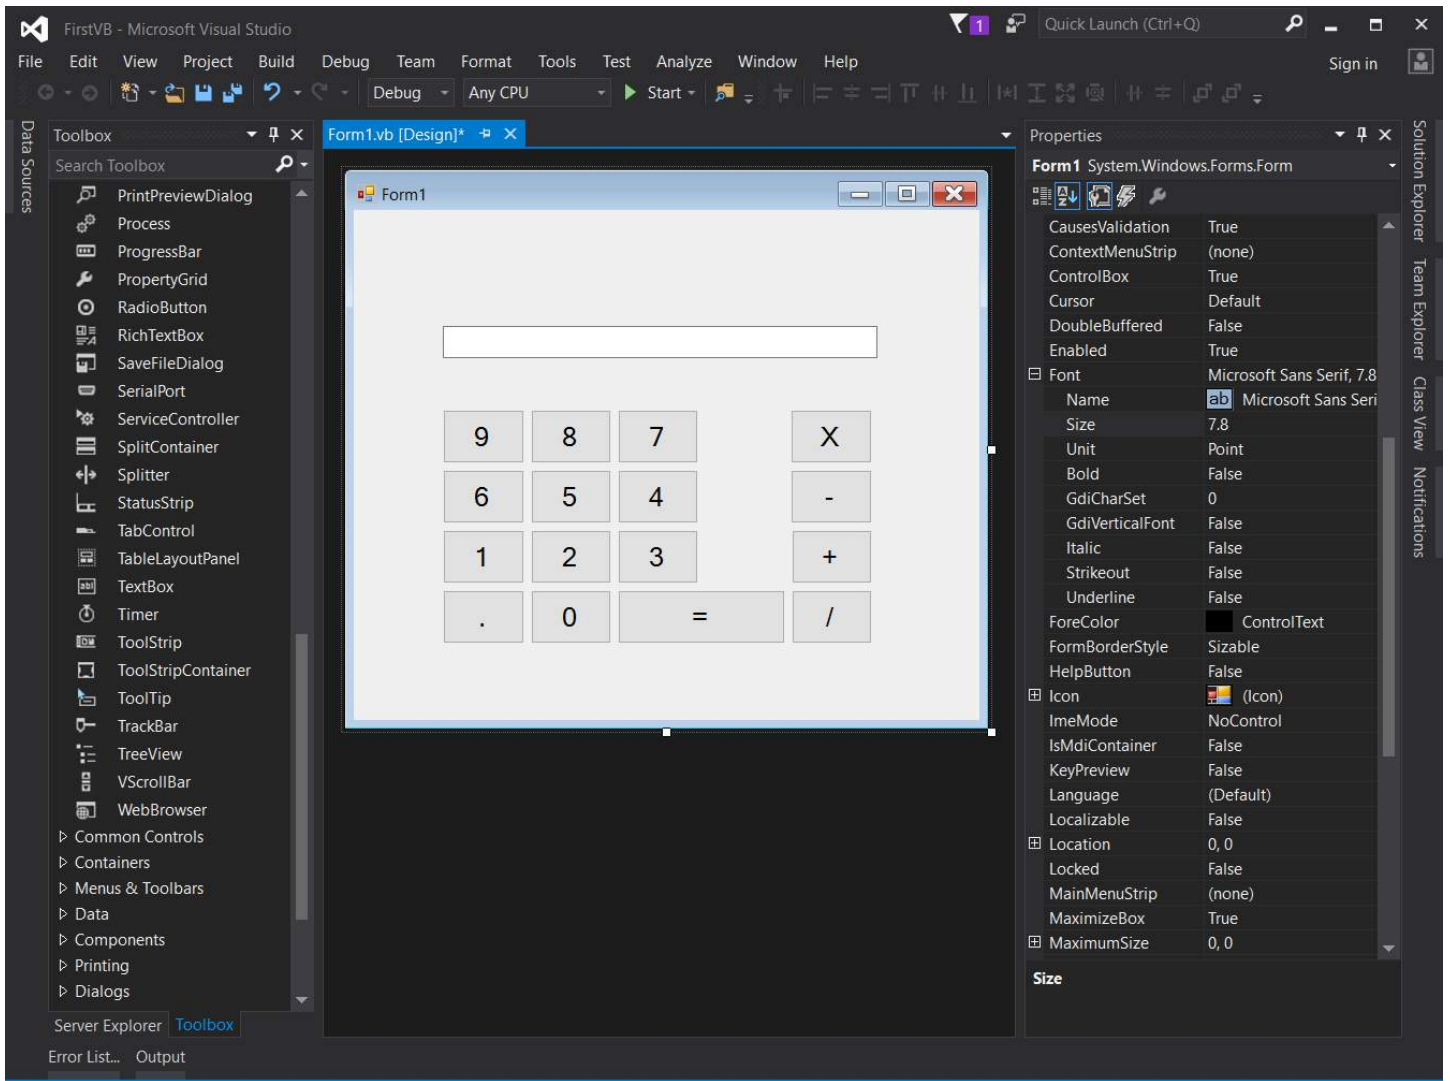 FirstVB - Microsoft Visual Studio
1
Quick Launch (Ctrl+Q)
File Edit View Project Build Debug Team Format Tools Test Analyze Window Help
Sign in
Debug Any CPU Start
Data Sources
Toolbox
Search Toolbox
PrintPreviewDialog
Process
ProgressBar
PropertyGrid
RadioButton
RichTextBox
SaveFileDialog
SerialPort
ServiceController
SplitContainer
Splitter
StatusStrip
TabControl
TableLayoutPanel
TextBox
Timer
ToolStrip
ToolStripContainer
ToolTip
TrackBar
TreeView
VScrollBar
WebBrowser
Common Controls
Containers
Menus & Toolbars
Data
Components
Printing
Dialogs
Server Explorer Toolbox
Error List... Output
Form1.vb [Design]*
Form1
9 8 7 X
6 5 4 -
1 2 3 +
. 0 = /
Properties
Form1 System.Windows.Forms.Form
CausesValidation True
ContextMenuStrip (none)
ControlBox True
Cursor Default
DoubleBuffered False
Enabled True
Font Microsoft Sans Serif, 7.8
Name ab Microsoft Sans Seri
Size 7.8
Unit Point
Bold False
GdiCharSet 0
GdiVerticalFont False
Italic False
Strikeout False
Underline False
ForeColor ControlText
FormBorderStyle Sizable
HelpButton False
Icon (Icon)
ImeMode NoControl
IsMdiContainer False
KeyPreview False
Language (Default)
Localizable False
Location 0, 0
Locked False
MainMenuStrip (none)
MaximizeBox True
MaximumSize 0, 0
Size
Solution Explorer
Team Explorer
Class View
Notifications